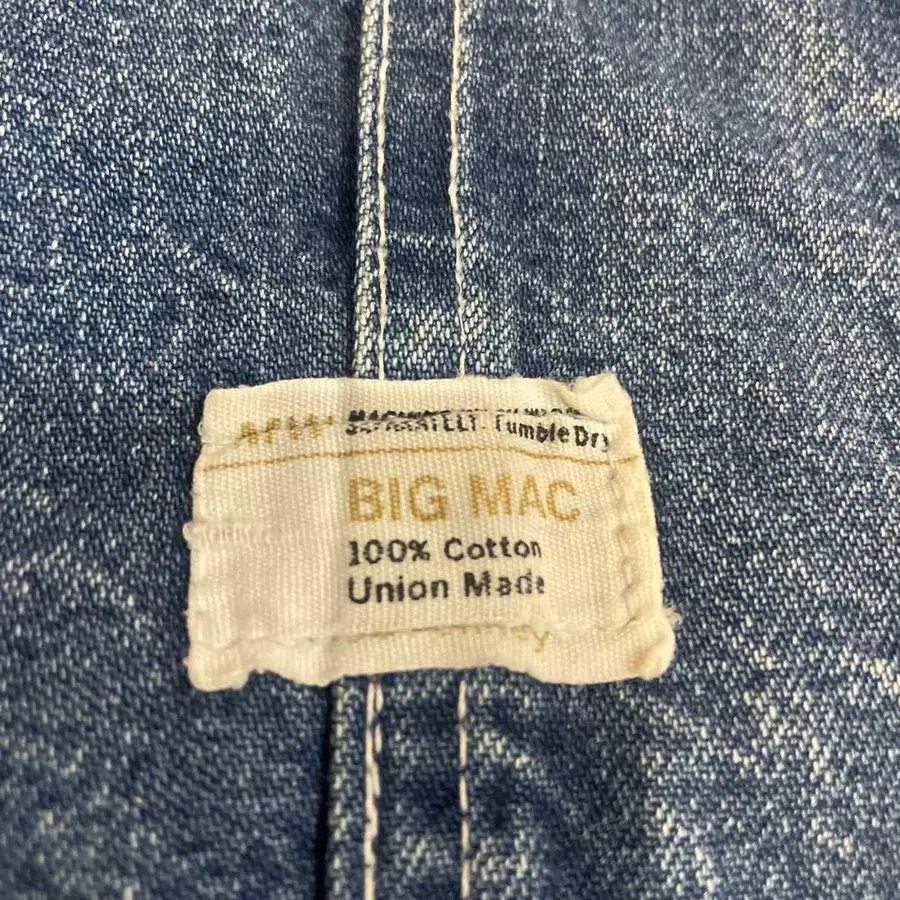 SEPARATELY. Tumble Dry
BIG MAC
100% Cotton
Union Made